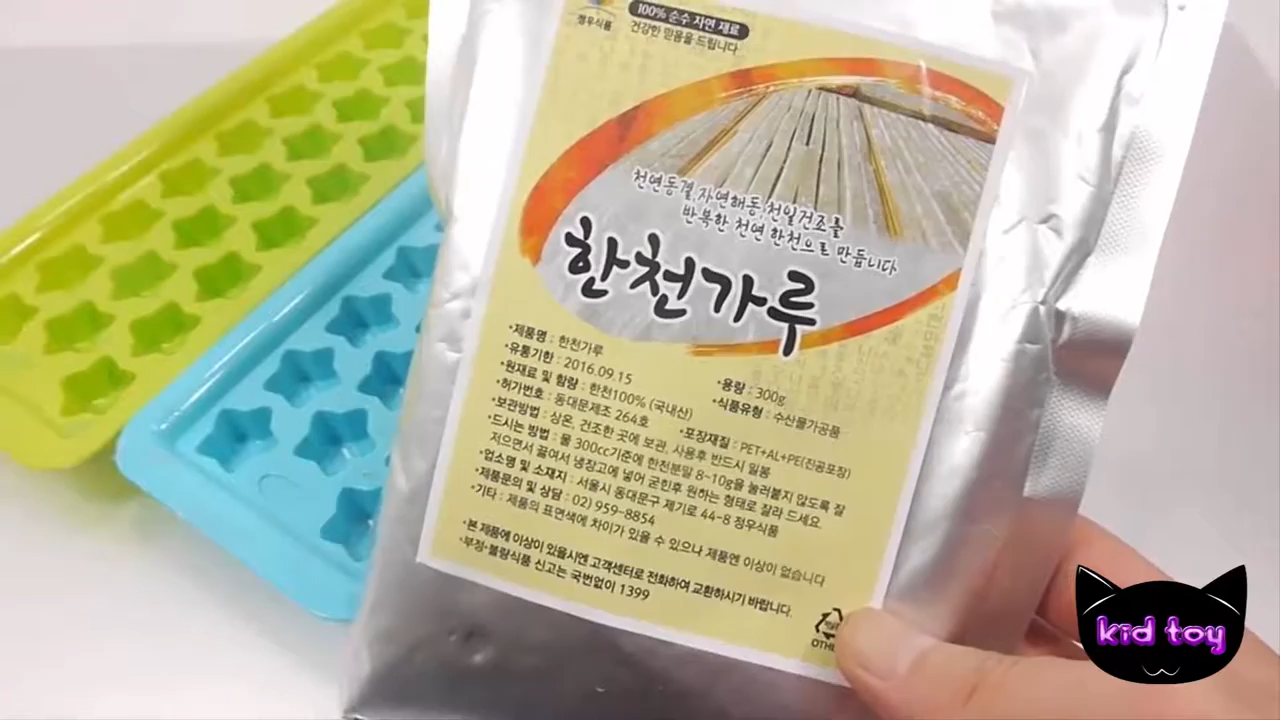 정우식품
100% 순수 자연 재료
건강한 믿음을 드립니다
천연동결,자연해동,천일건조를
반복한 천연 한천으로 만듭니다
한천가루
•제품명 : 한천가루
•유통기한 : 2016.09.15
•용량 : 300g
•원재료 및 함량 : 한천100% (국내산)
•식품유형 : 수산물가공품
•허가번호 : 동대문제조 264호
•포장재질 : PET+AL+PE(진공포장)
•보관방법 : 상온, 건조한 곳에 보관, 사용후 반드시 밀봉
•드시는 방법 : 물 300cc기준에 한천분말 8~10g을 눌러붙지 않도록 잘
저으면서 끓여서 냉장고에 넣어 굳힌후 원하는 형태로 잘라 드세요
•업소명 및 소재지 : 서울시 동대문구 제기로 44-8 정우식품
•제품문의 및 상담 : 02) 959-8854
•기타 : 제품의 표면색에 차이가 있을 수 있으나 제품엔 이상이 없습니다
•본 제품에 이상이 있을시엔 고객센터로 전화하여 교환하시기 바랍니다.
•부정•불량식품 신고는 국번없이 1399
OTHE
kid toy